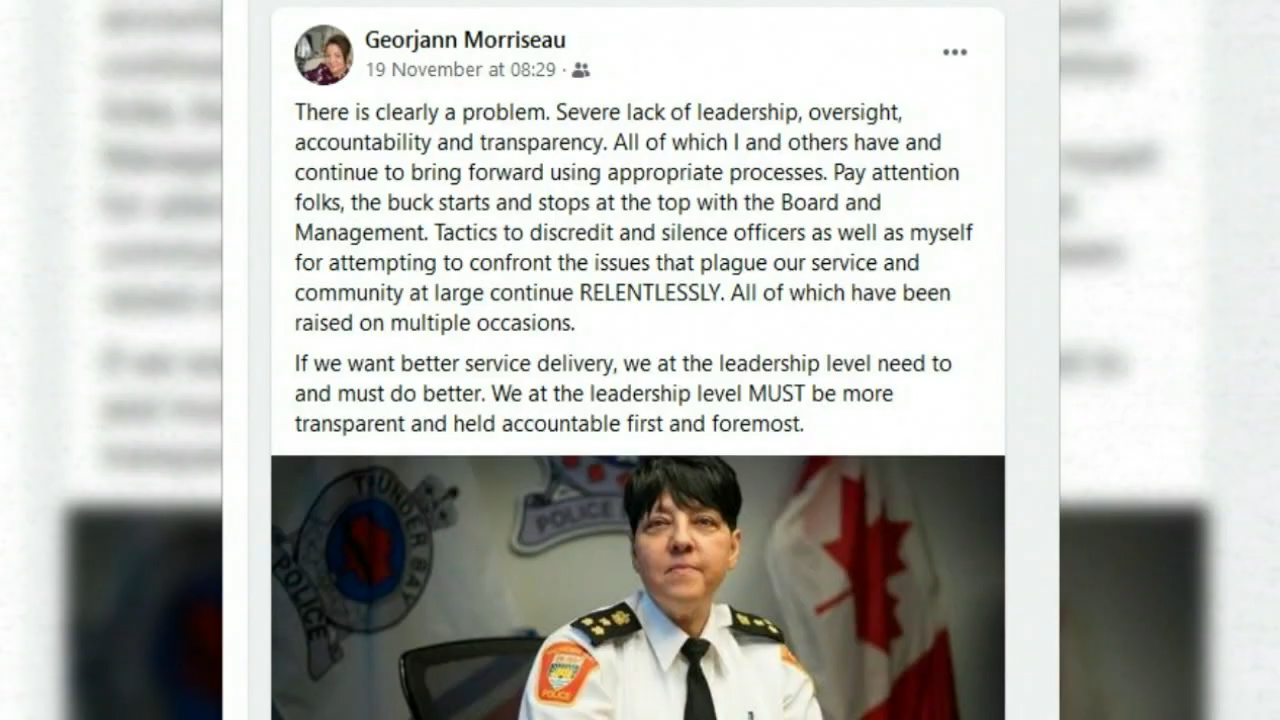 Georjann Morriseau
19 November at 08:29 ·
There is clearly a problem. Severe lack of leadership, oversight,
accountability and transparency. All of which I and others have and
continue to bring forward using appropriate processes. Pay attention
folks, the buck starts and stops at the top with the Board and
Management. Tactics to discredit and silence officers as well as myself
for attempting to confront the issues that plague our service and
community at large continue RELENTLESSLY. All of which have been
raised on multiple occasions.
If we want better service delivery, we at the leadership level need to
and must do better. We at the leadership level MUST be more
transparent and held accountable first and foremost.
THUNDER BAY
POLICE
POLICE
POLICE